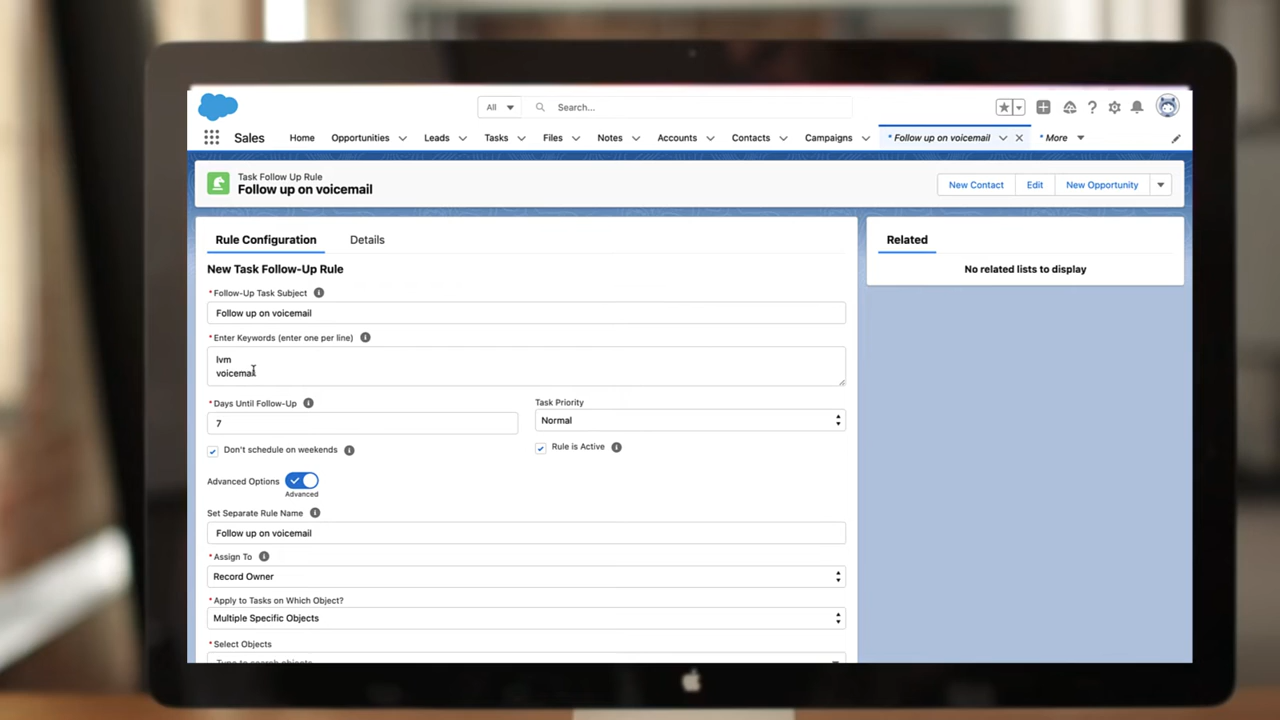 All
Search...
Sales
Home
Opportunities
Leads
Tasks
Files
Notes
Accounts
Contacts
Campaigns
* Follow up on voicemail
* More
Task Follow Up Rule
Follow up on voicemail
New Contact
Edit
New Opportunity
Rule Configuration
Details
New Task Follow-Up Rule
* Follow-Up Task Subject
Follow up on voicemail
* Enter Keywords (enter one per line)
lvm
voicemail
* Days Until Follow-Up
7
Task Priority
Normal
Don't schedule on weekends
Rule is Active
Advanced Options
Advanced
Set Separate Rule Name
Follow up on voicemail
* Assign To
Record Owner
* Apply to Tasks on Which Object?
Multiple Specific Objects
* Select Objects
Type to search objects...
Related
No related lists to display